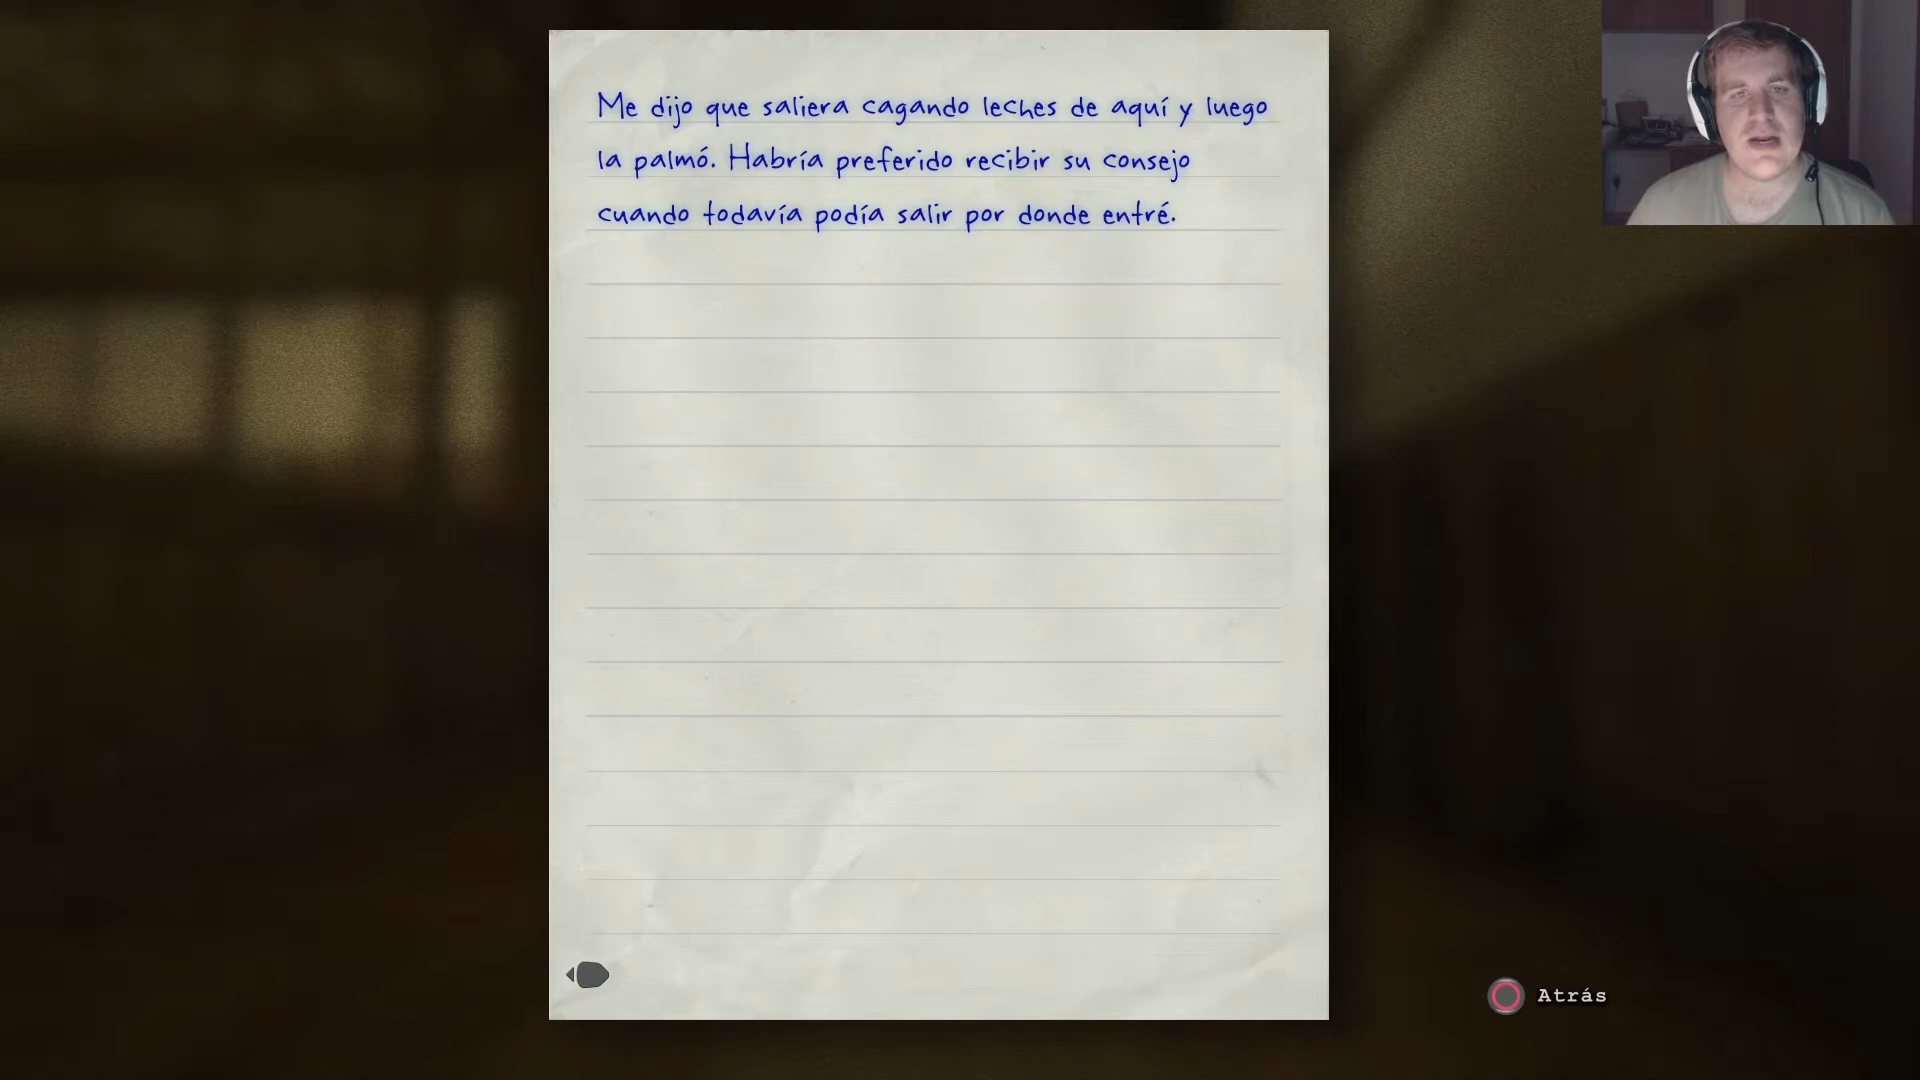 Me dijo que saliera cagando leches de aquí y luego
la palmó. Habría preferido recibir su consejo
cuando todavía podía salir por donde entré.
Atrás